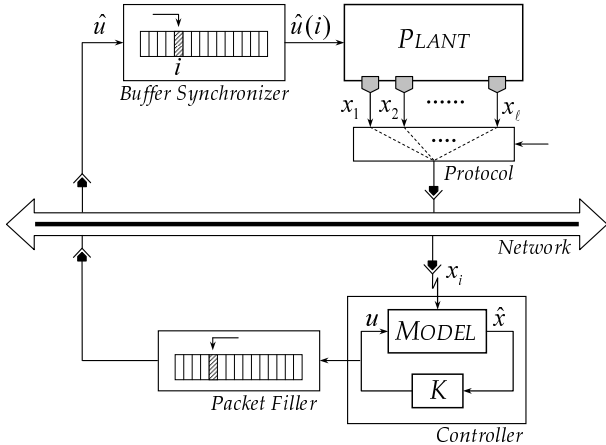 û
û(i)
PLANT
i
Buffer Synchronizer
x₁ x₂ ...... xℓ
....
Protocol
Network
xᵢ
u
MODEL
x̂
K
Packet Filler
Controller